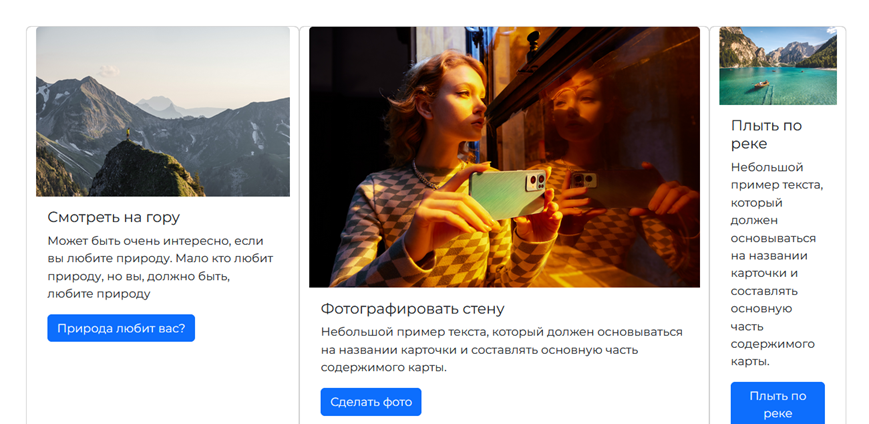 Смотреть на гору
Может быть очень интересно, если
вы любите природу. Мало кто любит
природу, но вы, должно быть,
любите природу
Природа любит вас?
Фотографировать стену
Небольшой пример текста, который должен основываться
на названии карточки и составлять основную часть
содержимого карты.
Сделать фото
Плыть по
реке
Небольшой
пример текста,
который
должен
основываться
на названии
карточки и
составлять
основную
часть
содержимого
карты.
Плыть по
реке